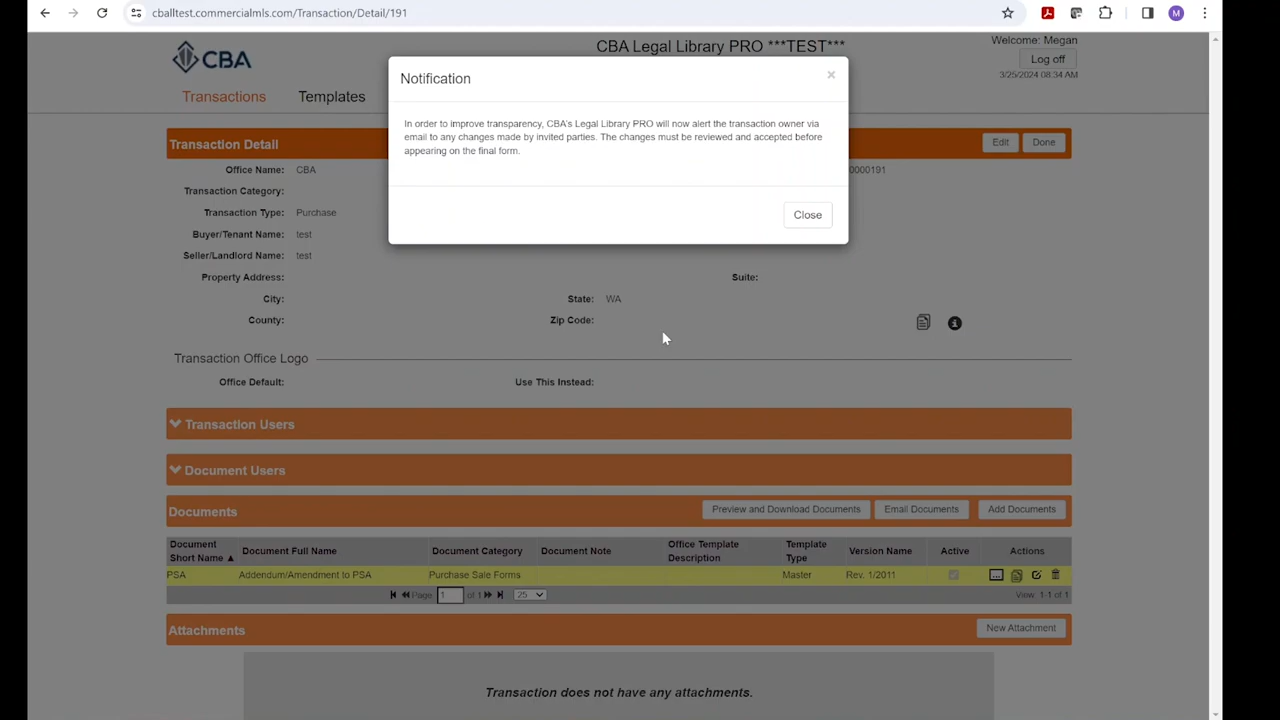 cballtest.commercialmls.com/Transaction/Detail/191
M
CBA
CBA Legal Library PRO ***TEST***
Welcome: Megan
Log off
3/25/2024 08:34 AM
Transactions Templates
Notification ×
In order to improve transparency, CBA's Legal Library PRO will now alert the transaction owner via
email to any changes made by invited parties. The changes must be reviewed and accepted before
appearing on the final form.
Close
Transaction Detail Edit Done
Office Name: CBA 0000191
Transaction Category:
Transaction Type: Purchase
Buyer/Tenant Name: test
Seller/Landlord Name: test
Property Address: Suite:
City: State: WA
County: Zip Code:
Transaction Office Logo
Office Default: Use This Instead:
Transaction Users
Document Users
Documents Preview and Download Documents Email Documents Add Documents
Document Short Name ▲ Document Full Name Document Category Document Note Office Template Description Template Type Version Name Active Actions
PSA Addendum/Amendment to PSA Purchase Sale Forms Master Rev. 1/2011 ...
Page 1 of 1 25 View 1-1 of 1
Attachments New Attachment
Transaction does not have any attachments.